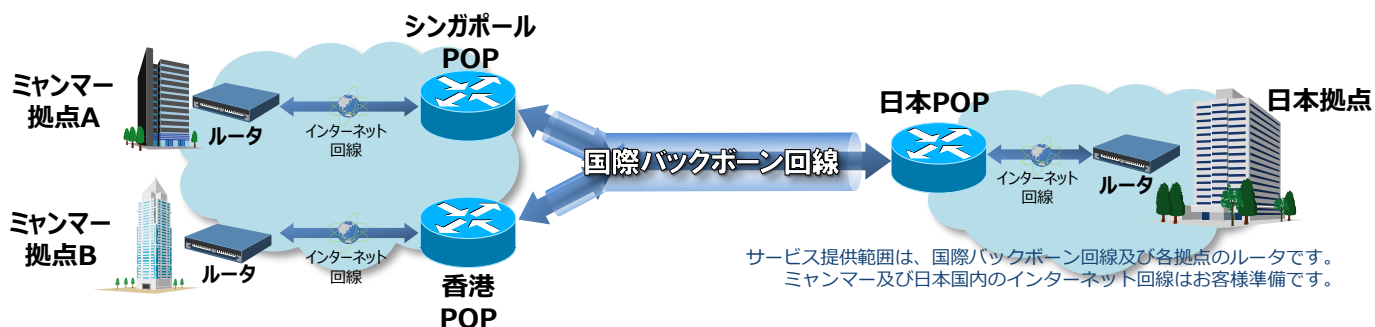 シンガポール
POP
ミャンマー
拠点A
ルータ
インターネット
回線
国際バックボーン回線
日本POP
日本拠点
インターネット
回線
ルータ
ミャンマー
拠点B
ルータ
インターネット
回線
香港
POP
サービス提供範囲は、国際バックボーン回線及び各拠点のルータです。
ミャンマー及び日本国内のインターネット回線はお客様準備です。